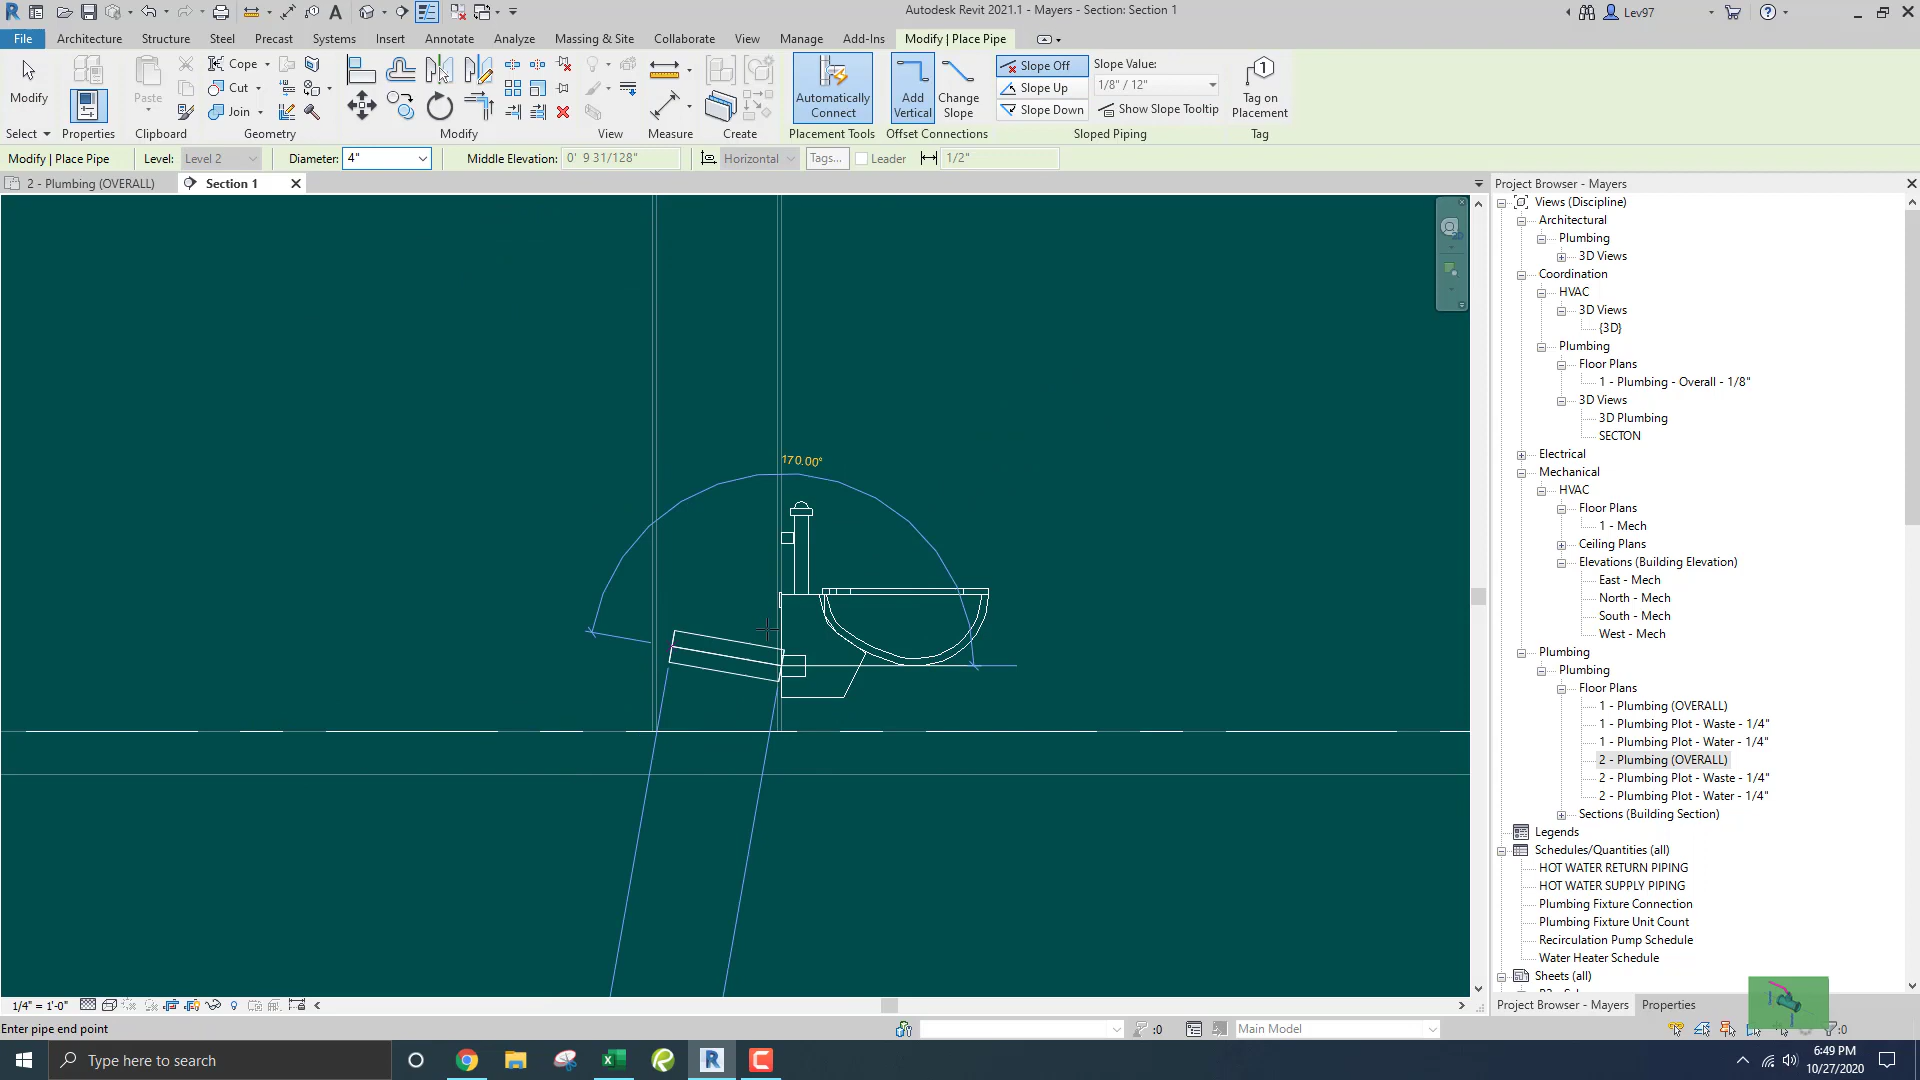 Autodesk Revit 2021.1 - Mayers - Section: Section 1
Lev97
File Architecture Structure Steel Precast Systems Insert Annotate Analyze Massing & Site Collaborate View Manage Add-Ins Modify | Place Pipe
Modify
Select
Properties
Paste
Clipboard
Cope
Cut
Join
Geometry
Modify
View
Measure
Create
Automatically Connect
Placement Tools
Add Vertical
Change Slope
Offset Connections
Slope Off
Slope Up
Slope Down
Slope Value:
1/8" / 12"
Show Slope Tooltip
Sloped Piping
Tag on Placement
Tag
Modify | Place Pipe
Level: Level 2
Diameter: 4"
Middle Elevation: 0' 9 31/128"
Horizontal
Tags...
Leader
1/2"
2 - Plumbing (OVERALL)
Section 1
170.00°
Project Browser - Mayers
Views (Discipline)
Architectural
Plumbing
3D Views
Coordination
HVAC
3D Views
{3D}
Plumbing
Floor Plans
1 - Plumbing - Overall - 1/8"
3D Views
3D Plumbing
SECTON
Electrical
Mechanical
HVAC
Floor Plans
1 - Mech
Ceiling Plans
Elevations (Building Elevation)
East - Mech
North - Mech
South - Mech
West - Mech
Plumbing
Plumbing
Floor Plans
1 - Plumbing (OVERALL)
1 - Plumbing Plot - Waste - 1/4"
1 - Plumbing Plot - Water - 1/4"
2 - Plumbing (OVERALL)
2 - Plumbing Plot - Waste - 1/4"
2 - Plumbing Plot - Water - 1/4"
Sections (Building Section)
Legends
Schedules/Quantities (all)
HOT WATER RETURN PIPING
HOT WATER SUPPLY PIPING
Plumbing Fixture Connection
Plumbing Fixture Unit Count
Recirculation Pump Schedule
Water Heater Schedule
Sheets (all)
Project Browser - Mayers
Properties
1/4" = 1'-0"
Enter pipe end point
:0
Main Model
:0
Type here to search
6:49 PM
10/27/2020